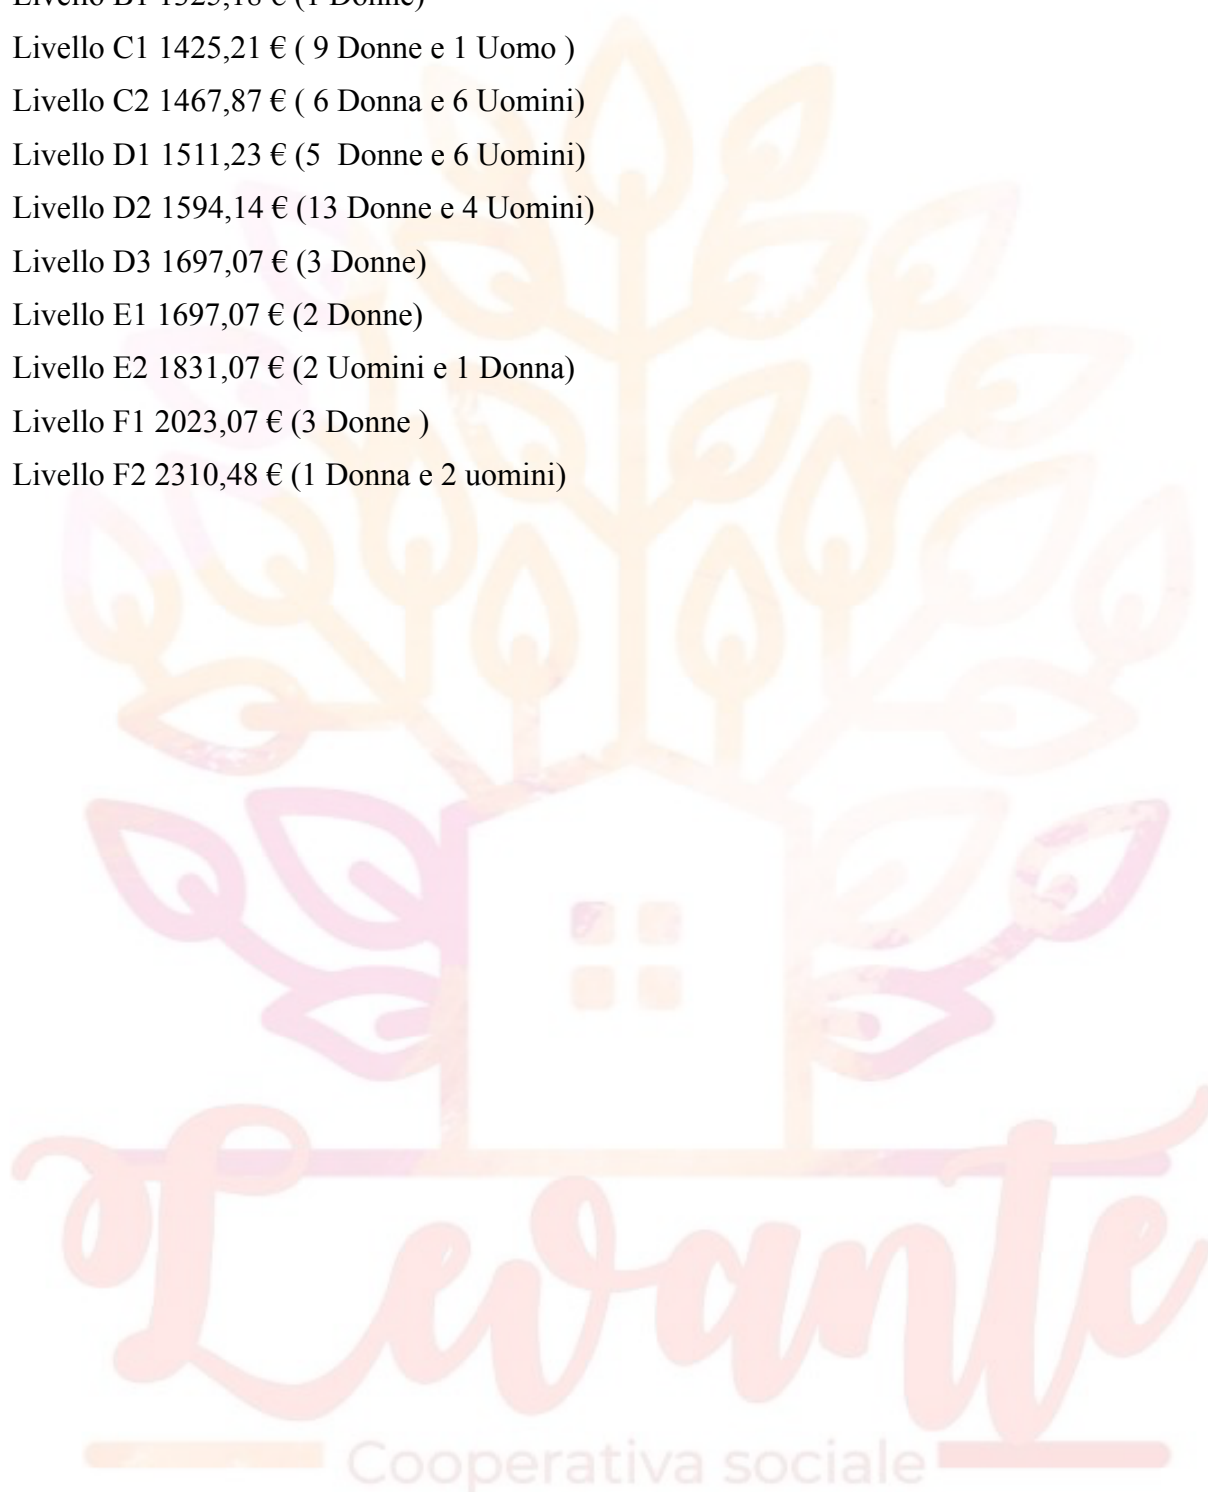 Livello B1 1325,18 € (1 Donne)
Livello C1 1425,21 € ( 9 Donne e 1 Uomo )
Livello C2 1467,87 € ( 6 Donna e 6 Uomini)
Livello D1 1511,23 € (5  Donne e 6 Uomini)
Livello D2 1594,14 € (13 Donne e 4 Uomini)
Livello D3 1697,07 € (3 Donne)
Livello E1 1697,07 € (2 Donne)
Livello E2 1831,07 € (2 Uomini e 1 Donna)
Livello F1 2023,07 € (3 Donne )
Livello F2 2310,48 € (1 Donna e 2 uomini)
Levante
Cooperativa sociale